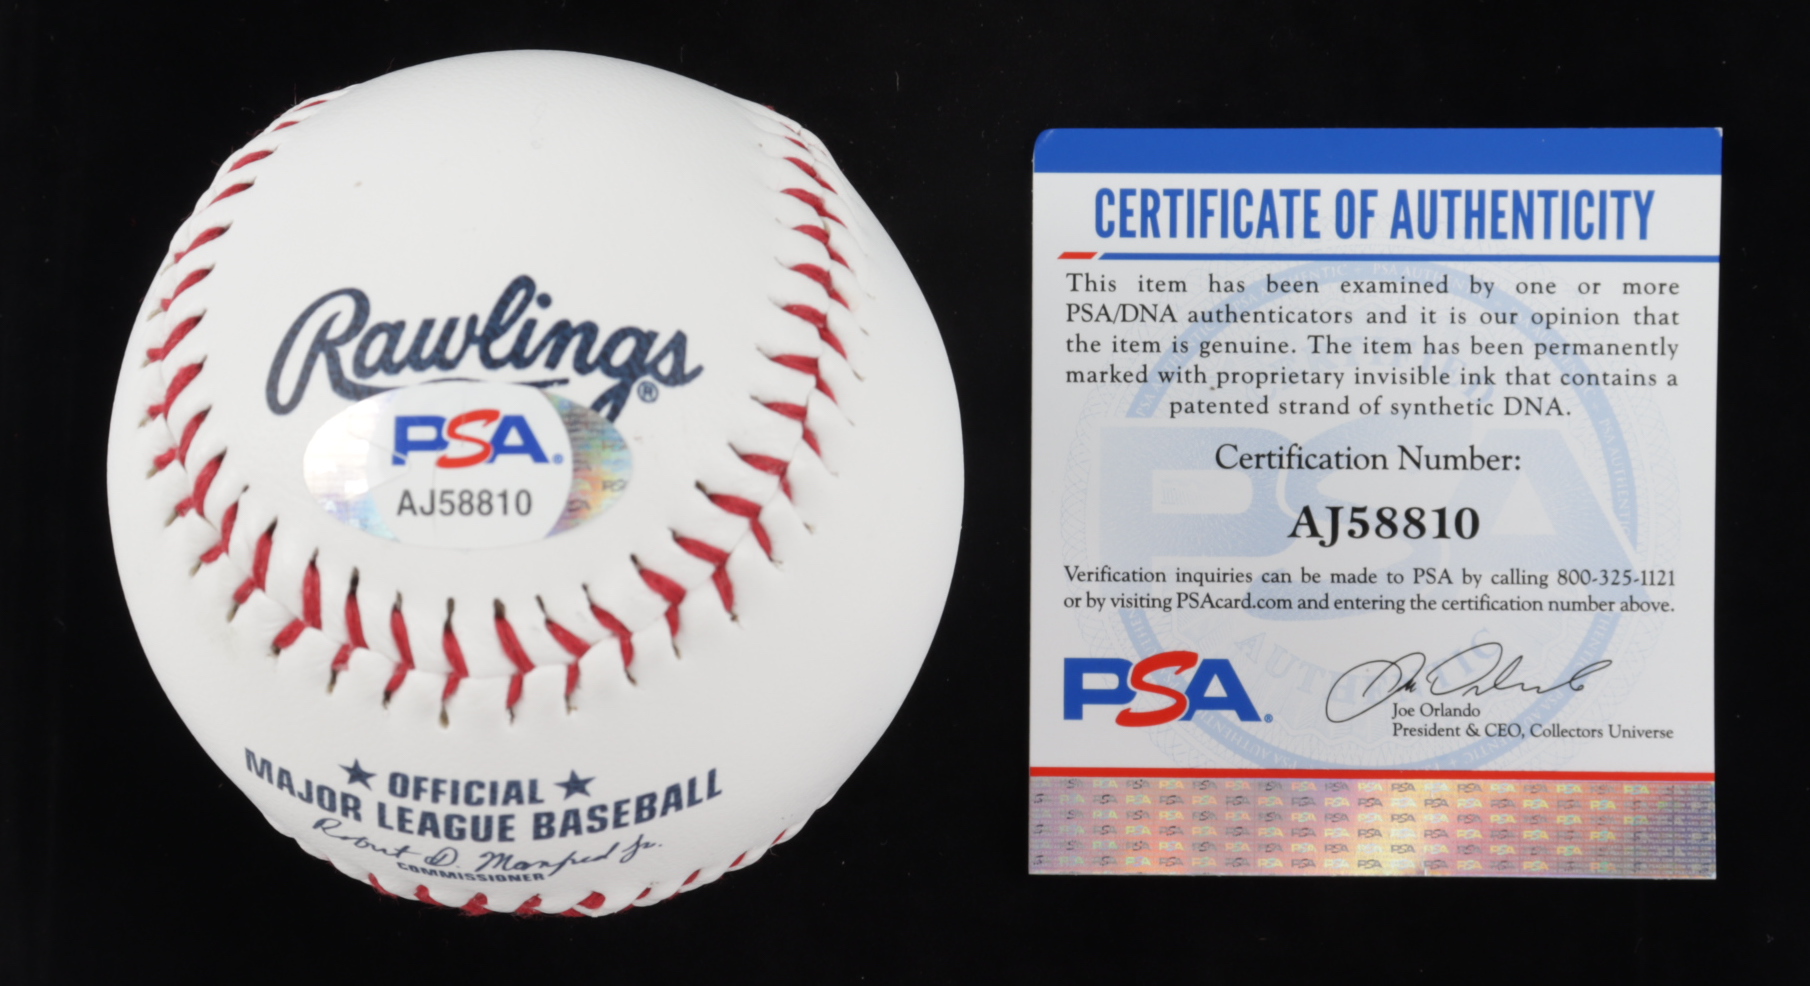 Rawlings®
PSA®
AJ58810
★ OFFICIAL ★
MAJOR LEAGUE BASEBALL
Robert D. Manfred Jr.
COMMISSIONER
CERTIFICATE OF AUTHENTICITY
This item has been examined by one or more
PSA/DNA authenticators and it is our opinion that
the item is genuine. The item has been permanently
marked with proprietary invisible ink that contains a
patented strand of synthetic DNA.
Certification Number:
AJ58810
Verification inquiries can be made to PSA by calling 800-325-1121
or by visiting PSAcard.com and entering the certification number above.
PSA®
Joe Orlando
Joe Orlando
President & CEO, Collectors Universe